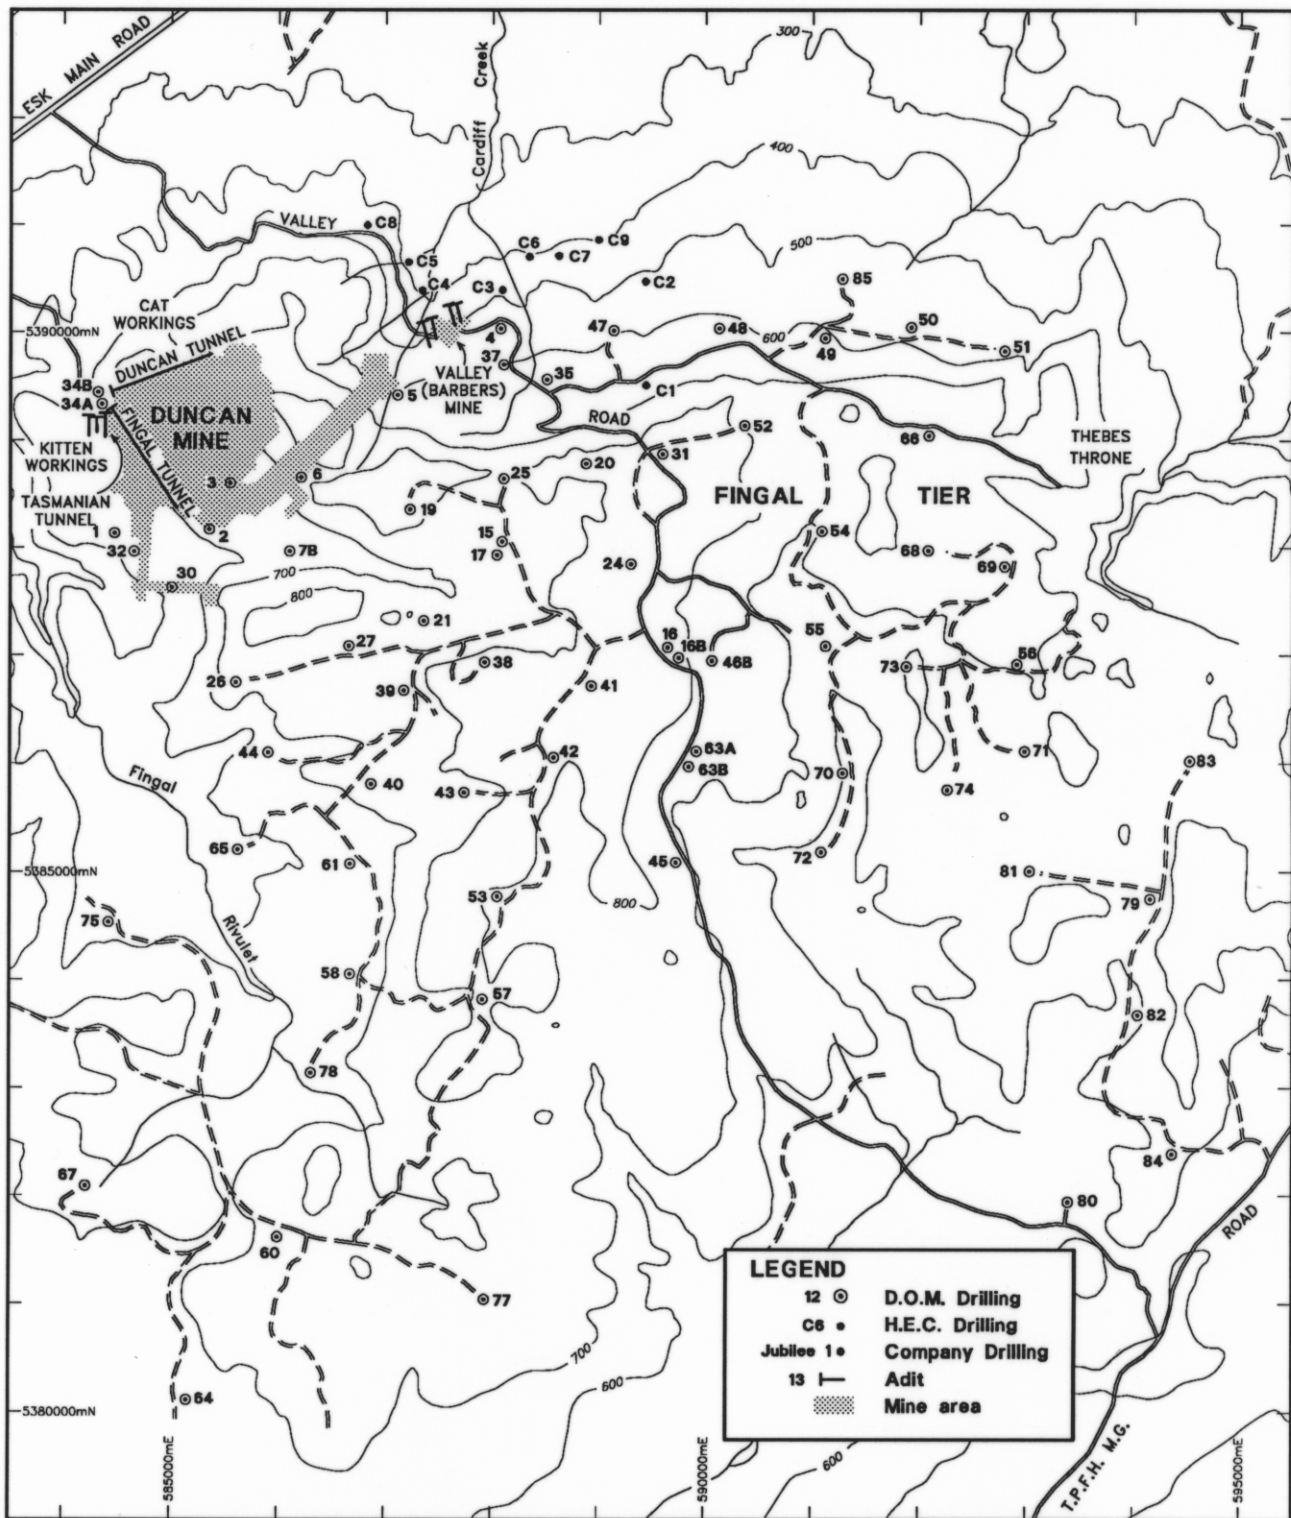 ESK MAIN ROAD
Cardiff Creek
300
400
VALLEY
C8
C6
C9
C5
C7
500
C4
C3
C2
85
CAT
WORKINGS
5390000mN
4
47
48
600
50
49
51
DUNCAN TUNNEL
37
35
VALLEY
(BARBERS)
MINE
34B
34A
5
C1
DUNCAN
MINE
ROAD
52
66
THEBES
THRONE
FINGAL TUNNEL
KITTEN
WORKINGS
31
20
3
6
25
FINGAL
TIER
TASMANIAN
TUNNEL
19
1
2
15
54
32
7B
17
24
68
69
30
700
800
21
27
16
16B
46B
55
56
38
73
26
39
41
44
42
63A
63B
71
83
Fingal
40
43
70
74
65
61
72
5385000mN
45
81
53
800
79
75
Rivulet
58
57
82
78
84
67
80
ROAD
60
77
LEGEND
12 D.O.M. Drilling
C6 H.E.C. Drilling
Jubilee 1 Company Drilling
13 Adit
Mine area
700
600
64
5380000mN
600
T.P.F.H. M.G.
585000mE
590000mE
595000mE